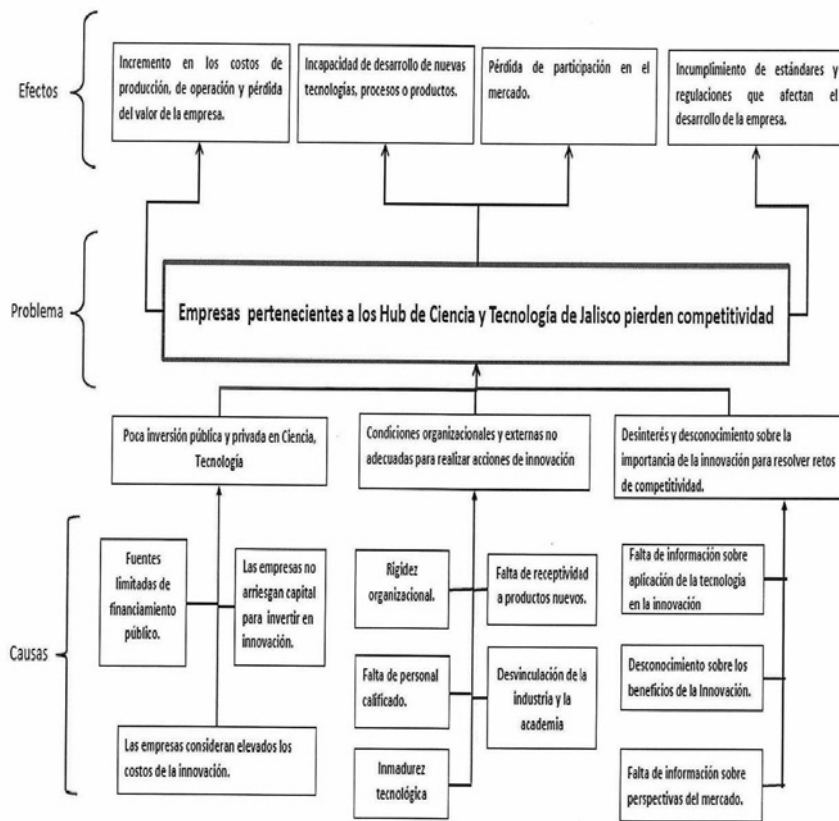 Efectos
Incremento en los costos de
producción, de operación y pérdida
del valor de la empresa.
Incapacidad de desarrollo de nuevas
tecnologías, procesos o productos.
Pérdida de participación en el
mercado.
Incumplimiento de estándares y
regulaciones que afectan el
desarrollo de la empresa.
Problema
Empresas pertenecientes a los Hub de Ciencia y Tecnología de Jalisco pierden competitividad
Poca inversión pública y privada en Ciencia,
Tecnología
Condiciones organizacionales y externas no
adecuadas para realizar acciones de innovación
Desinterés y desconocimiento sobre la
importancia de la innovación para resolver retos
de competitividad.
Causas
Fuentes
limitadas de
financiamiento
público.
Las empresas no
arriesgan capital
para invertir en
innovación.
Las empresas consideran elevados los
costos de la innovación.
Rigidez
organizacional.
Falta de receptividad
a productos nuevos.
Falta de personal
calificado.
Desvinculación de la
industria y la
academia
Inmadurez
tecnológica
Falta de información sobre
aplicación de la tecnología
en la innovación
Desconocimiento sobre los
beneficios de la Innovación.
Falta de información sobre
perspectivas del mercado.